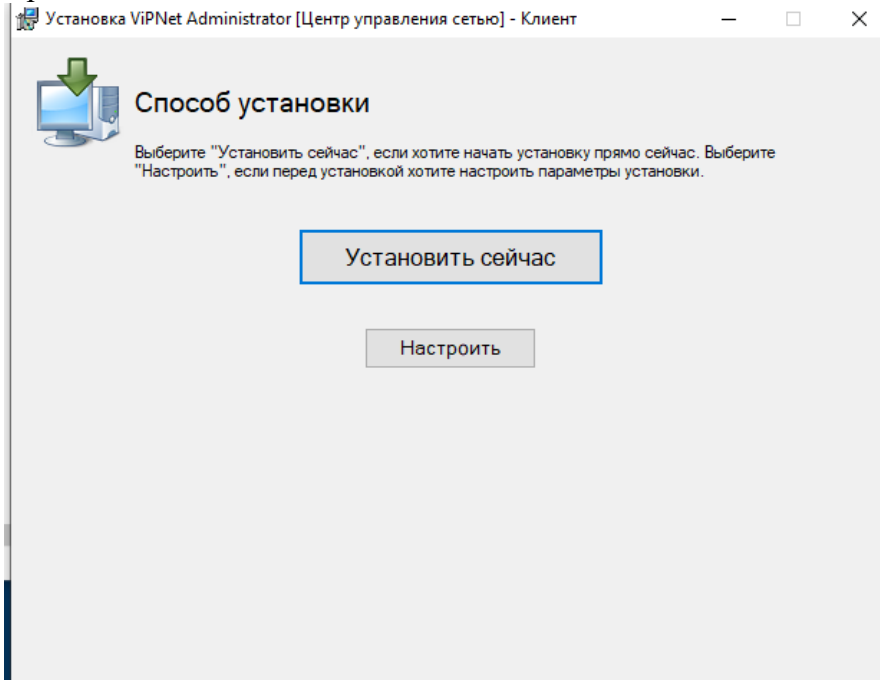 Установка ViPNet Administrator [Центр управления сетью] - Клиент
Способ установки
Выберите "Установить сейчас", если хотите начать установку прямо сейчас. Выберите
"Настроить", если перед установкой хотите настроить параметры установки.
Установить сейчас
Настроить